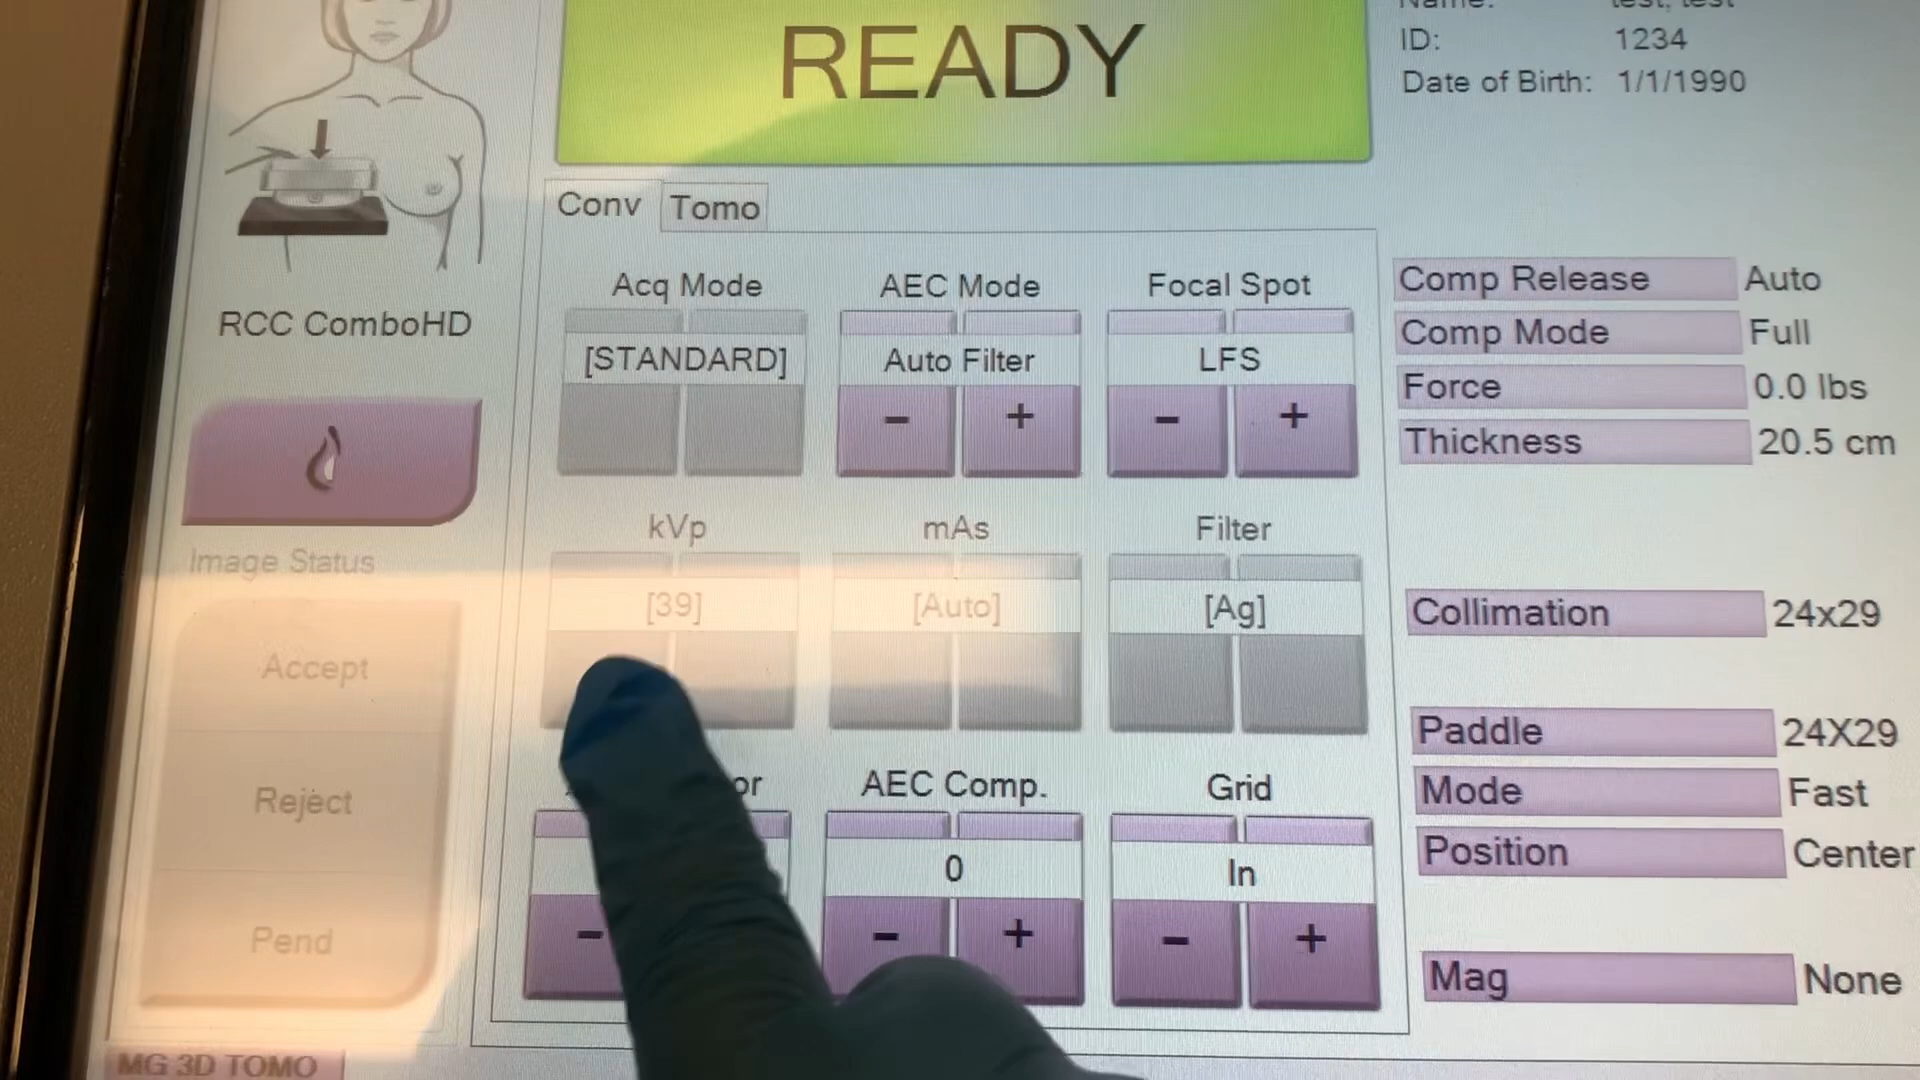 READY
test, test
ID: 1234
Date of Birth: 1/1/1990
Conv Tomo
RCC ComboHD
Image Status
Accept
Reject
Pend
MG 3D TOMO
Acq Mode AEC Mode Focal Spot
[STANDARD] Auto Filter LFS
- + - +
kVp mAs Filter
[39] [Auto] [Ag]
AEC Comp. Grid
0 In
- - + - +
Comp Release Auto
Comp Mode Full
Force 0.0 lbs
Thickness 20.5 cm
Collimation 24x29
Paddle 24X29
Mode Fast
Position Center
Mag None